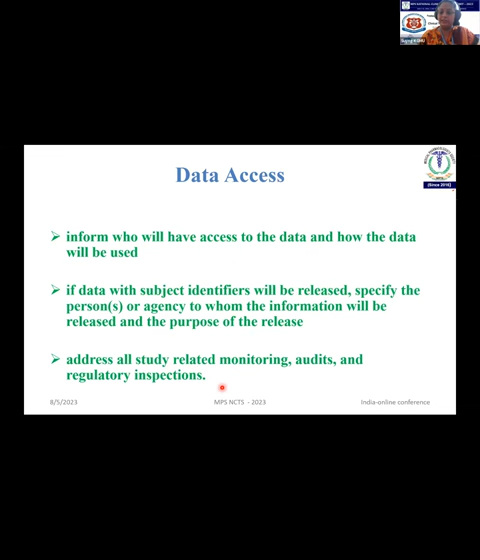 Data Access
(Since 2016)
inform who will have access to the data and how the data
will be used
if data with subject identifiers will be released, specify the
person(s) or agency to whom the information will be
released and the purpose of the release
address all study related monitoring, audits, and
regulatory inspections.
8/5/2023
MPS NCTS - 2023
India-online conference